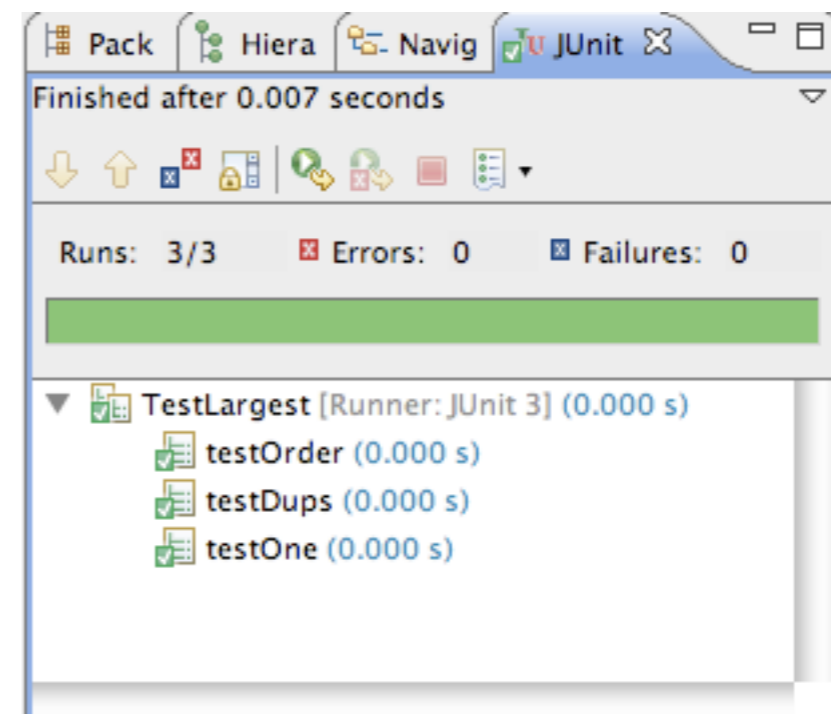 Pack Hiera Navig JUnit
Finished after 0.007 seconds
Runs: 3/3 Errors: 0 Failures: 0
TestLargest [Runner: JUnit 3] (0.000 s)
testOrder (0.000 s)
testDups (0.000 s)
testOne (0.000 s)